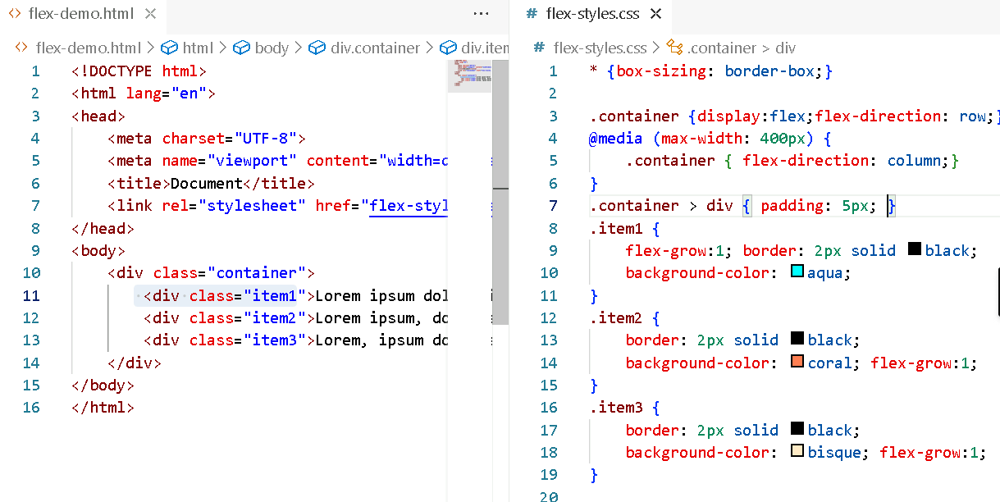 flex-demo.html
flex-demo.html > html > body > div.container > div.item
1 <!DOCTYPE html>
2 <html lang="en">
3 <head>
4 <meta charset="UTF-8">
5 <meta name="viewport" content="width=
6 <title>Document</title>
7 <link rel="stylesheet" href="flex-styl
8 </head>
9 <body>
10 <div class="container">
11 <div class="item1">Lorem ipsum dol
12 <div class="item2">Lorem ipsum, do
13 <div class="item3">Lorem, ipsum do
14 </div>
15 </body>
16 </html>
# flex-styles.css
# flex-styles.css > .container > div
1 * {box-sizing: border-box;}
2
3 .container {display:flex;flex-direction: row;}
4 @media (max-width: 400px) {
5 .container { flex-direction: column;}
6 }
7 .container > div { padding: 5px; }
8 .item1 {
9 flex-grow:1; border: 2px solid black;
10 background-color: aqua;
11 }
12 .item2 {
13 border: 2px solid black;
14 background-color: coral; flex-grow:1;
15 }
16 .item3 {
17 border: 2px solid black;
18 background-color: bisque; flex-grow:1;
19 }
20